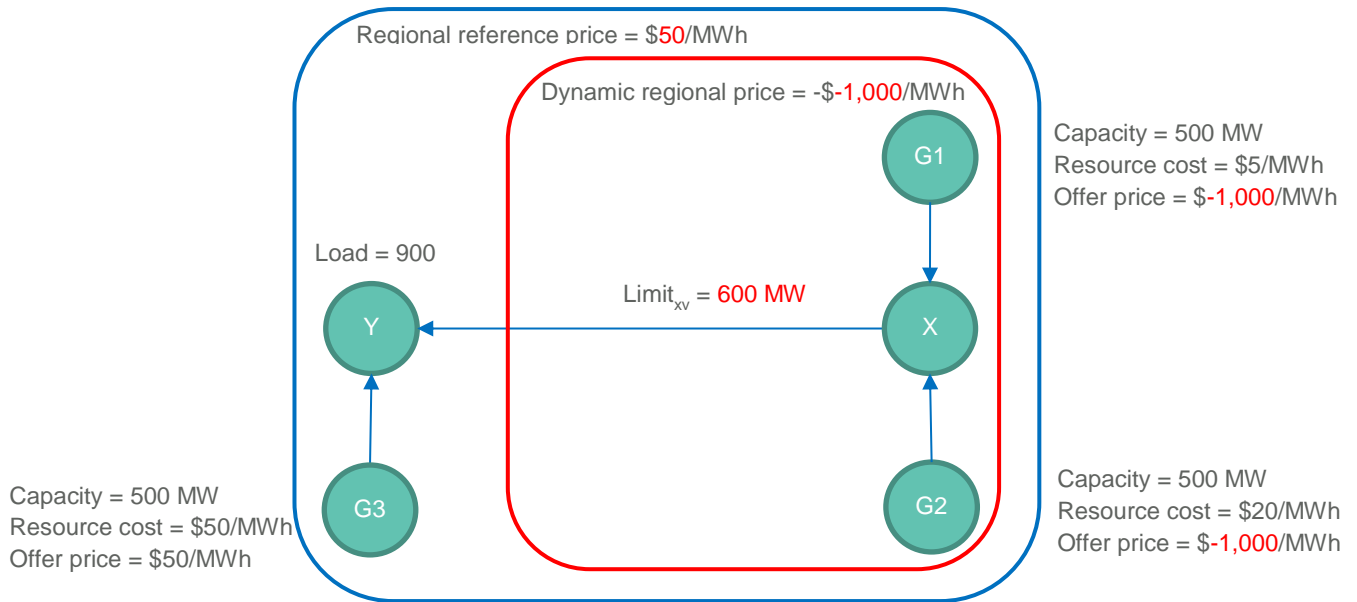 Regional reference price = $50/MWh
Dynamic regional price = -$-1,000/MWh
G1
Capacity = 500 MW
Resource cost = $5/MWh
Offer price = $-1,000/MWh
Load = 900
Limitxv = 600 MW
Y
X
Capacity = 500 MW
Resource cost = $50/MWh
Offer price = $50/MWh
G3
G2
Capacity = 500 MW
Resource cost = $20/MWh
Offer price = $-1,000/MWh